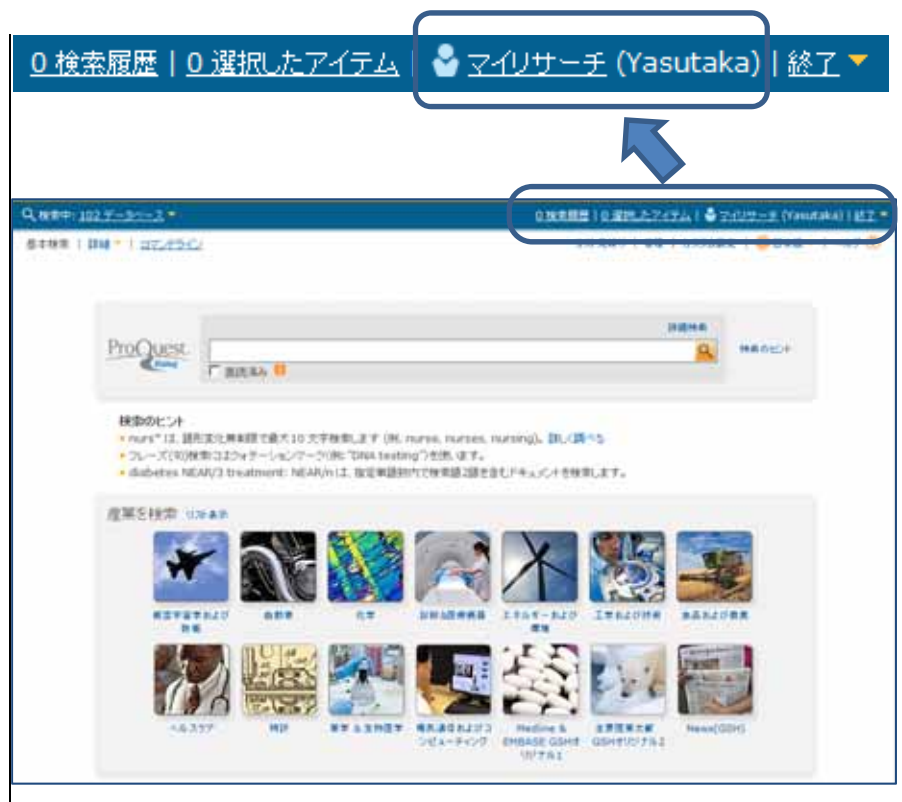 0 検索履歴 | 0 選択したアイテム | マイリサーチ (Yasutaka) | 終了
検索中: 102 データベース
0 検索履歴 | 0 選択したアイテム | マイリサーチ (Yasutaka) | 終了
基本検索 | 詳細 | コマンドライン
詳細検索
ProQuest
Dialog
検索のヒント
査読済み
検索のヒント
nurs* は、語形変化無制限で最大10 文字検索します (例, nurse, nurses, nursing)。 詳しく調べる
フレーズ(句)検索にはクォーテーションマーク(例: "DNA testing")を使います。
diabetes NEAR/3 treatment: NEAR/n は、指定単語数内で検索語2語を含むドキュメントを検索します。
産業を検索 リスト表示
航空宇宙学および防衛
自動車
化学
診断&医療機器
エネルギーおよび環境
工学および技術
食品および農業
ヘルスケア
特許
薬学 & 生物医学
電気通信およびコンピューティング
Medline & EMBASE GSHオリジナル1
主要医薬文献 GSHオリジナル2
News(GSH)